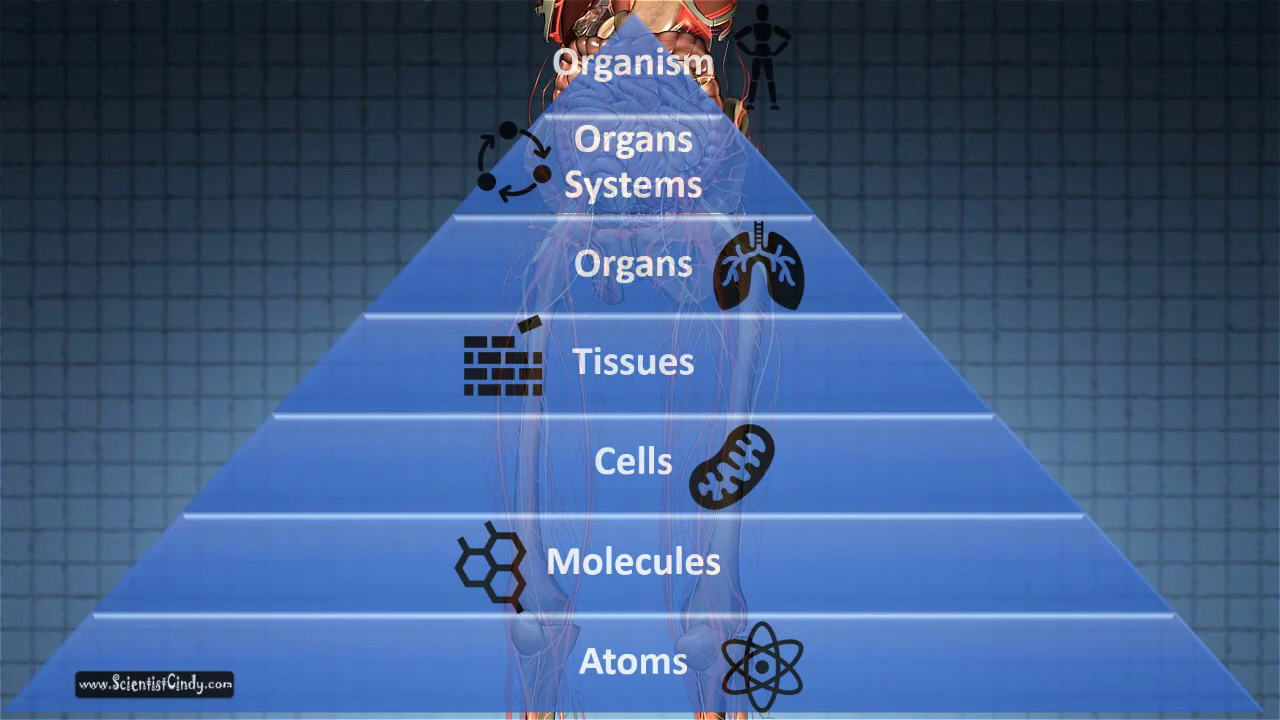 Organism
Organs
Systems
Organs
Tissues
Cells
Molecules
Atoms
www.ScientistCindy.com